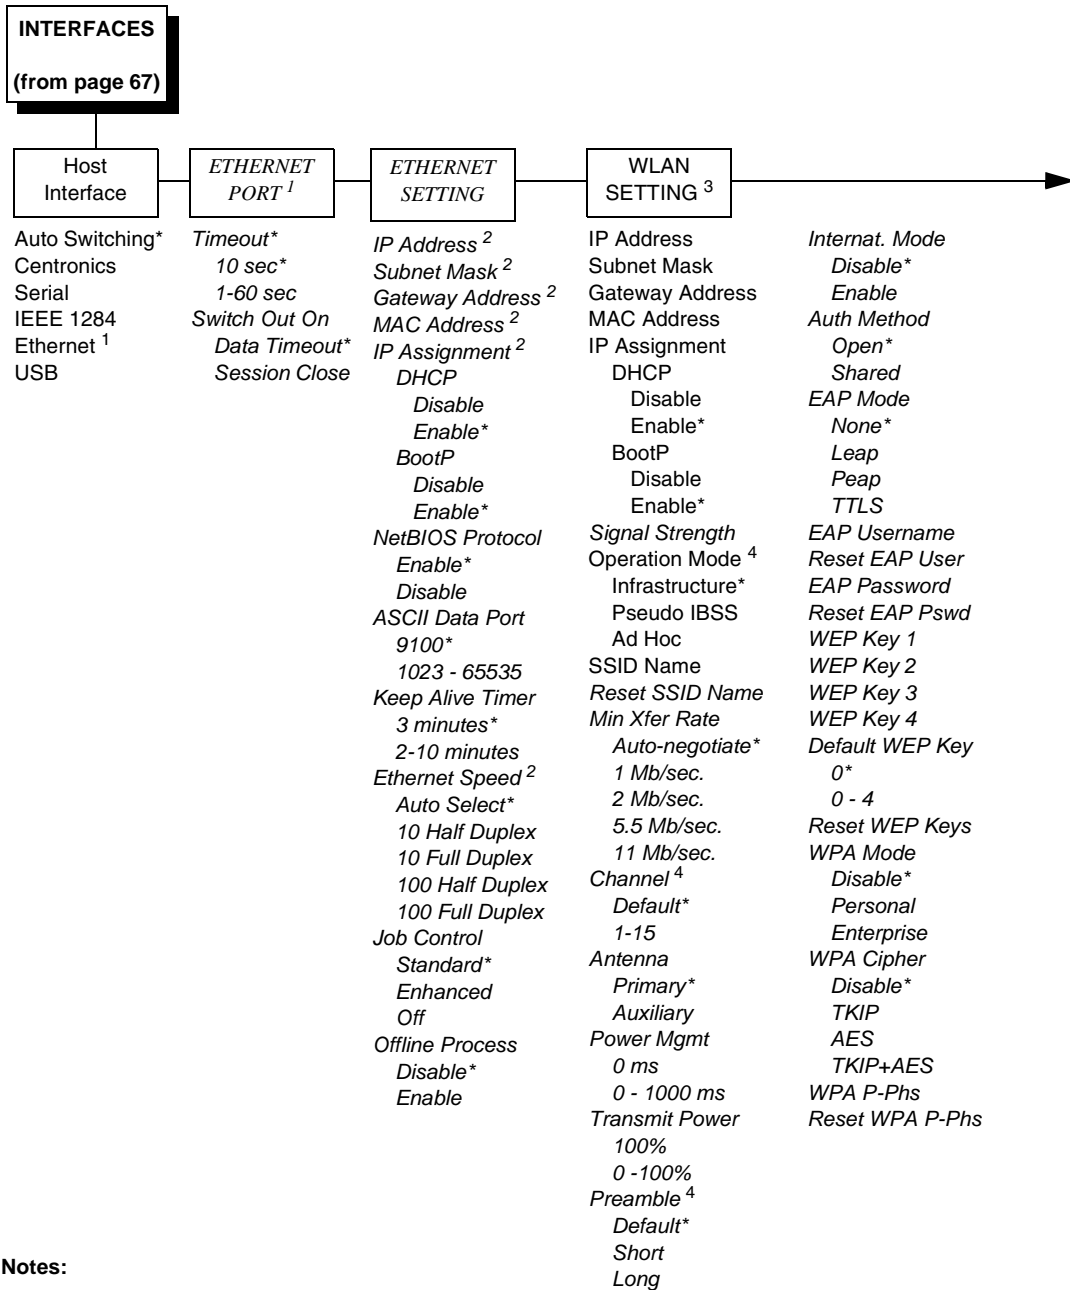 INTERFACES
(from page 67)
Host
Interface
Auto Switching*
Centronics
Serial
IEEE 1284
Ethernet 1
USB
ETHERNET
PORT 1
Timeout*
10 sec*
1-60 sec
Switch Out On
Data Timeout*
Session Close
ETHERNET
SETTING
IP Address 2
Subnet Mask 2
Gateway Address 2
MAC Address 2
IP Assignment 2
DHCP
Disable
Enable*
BootP
Disable
Enable*
NetBIOS Protocol
Enable*
Disable
ASCII Data Port
9100*
1023 - 65535
Keep Alive Timer
3 minutes*
2-10 minutes
Ethernet Speed 2
Auto Select*
10 Half Duplex
10 Full Duplex
100 Half Duplex
100 Full Duplex
Job Control
Standard*
Enhanced
Off
Offline Process
Disable*
Enable
WLAN
SETTING 3
IP Address
Subnet Mask
Gateway Address
MAC Address
IP Assignment
DHCP
Disable
Enable*
BootP
Disable
Enable*
Signal Strength
Operation Mode 4
Infrastructure*
Pseudo IBSS
Ad Hoc
SSID Name
Reset SSID Name
Min Xfer Rate
Auto-negotiate*
1 Mb/sec.
2 Mb/sec.
5.5 Mb/sec.
11 Mb/sec.
Channel 4
Default*
1-15
Antenna
Primary*
Auxiliary
Power Mgmt
0 ms
0 - 1000 ms
Transmit Power
100%
0 -100%
Preamble 4
Default*
Short
Long
Internat. Mode
Disable*
Enable
Auth Method
Open*
Shared
EAP Mode
None*
Leap
Peap
TTLS
EAP Username
Reset EAP User
EAP Password
Reset EAP Pswd
WEP Key 1
WEP Key 2
WEP Key 3
WEP Key 4
Default WEP Key
0*
0 - 4
Reset WEP Keys
WPA Mode
Disable*
Personal
Enterprise
WPA Cipher
Disable*
TKIP
AES
TKIP+AES
WPA P-Phs
Reset WPA P-Phs
Notes: